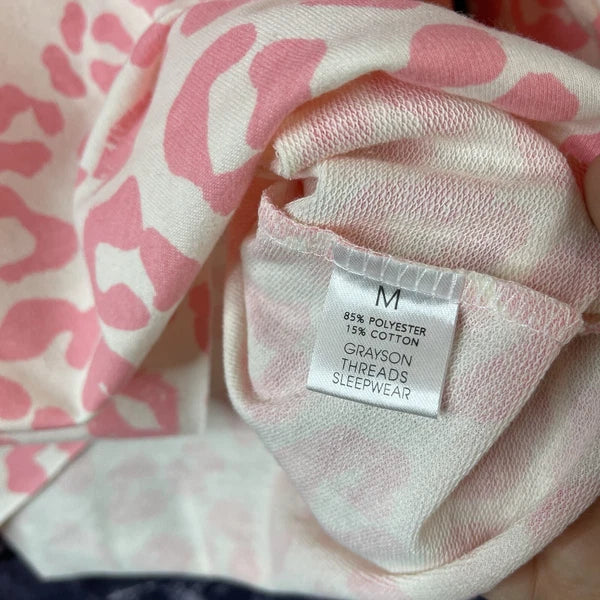 M
85% POLYESTER
15% COTTON
GRAYSON
THREADS
SLEEPWEAR